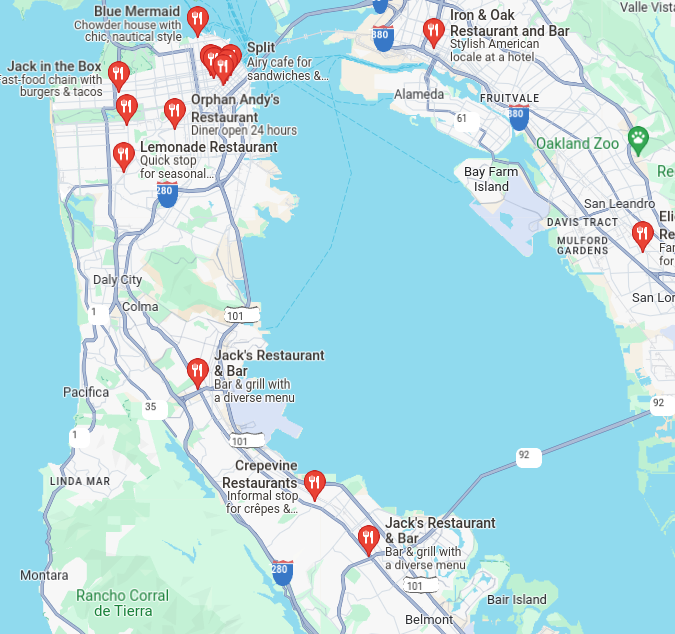 Blue Mermaid
Chowder house with
chic, nautical style
Jack in the Box
Fast-food chain with
burgers & tacos
Split
Airy cafe for
sandwiches &...
Orphan Andy's
Restaurant
Diner open 24 hours
Lemonade Restaurant
Quick stop
for seasonal...
280
Iron & Oak
Restaurant and Bar
Stylish American
locale at a hotel
880
Alameda
FRUITVALE
61
880
Valle Vista
Oakland Zoo
Re
Bay Farm
Island
San Leandro
DAVIS TRACT
MULFORD
GARDENS
Eli
Re
Far
for
San Lor
Daly City
1
Colma
101
Jack's Restaurant
& Bar
Bar & grill with
a diverse menu
Pacifica
35
1
101
92
92
LINDA MAR
Crepevine
Restaurants
Informal stop
for crêpes &...
Jack's Restaurant
& Bar
Bar & grill with
a diverse menu
280
101
Montara
Rancho Corral
de Tierra
Bair Island
Belmont